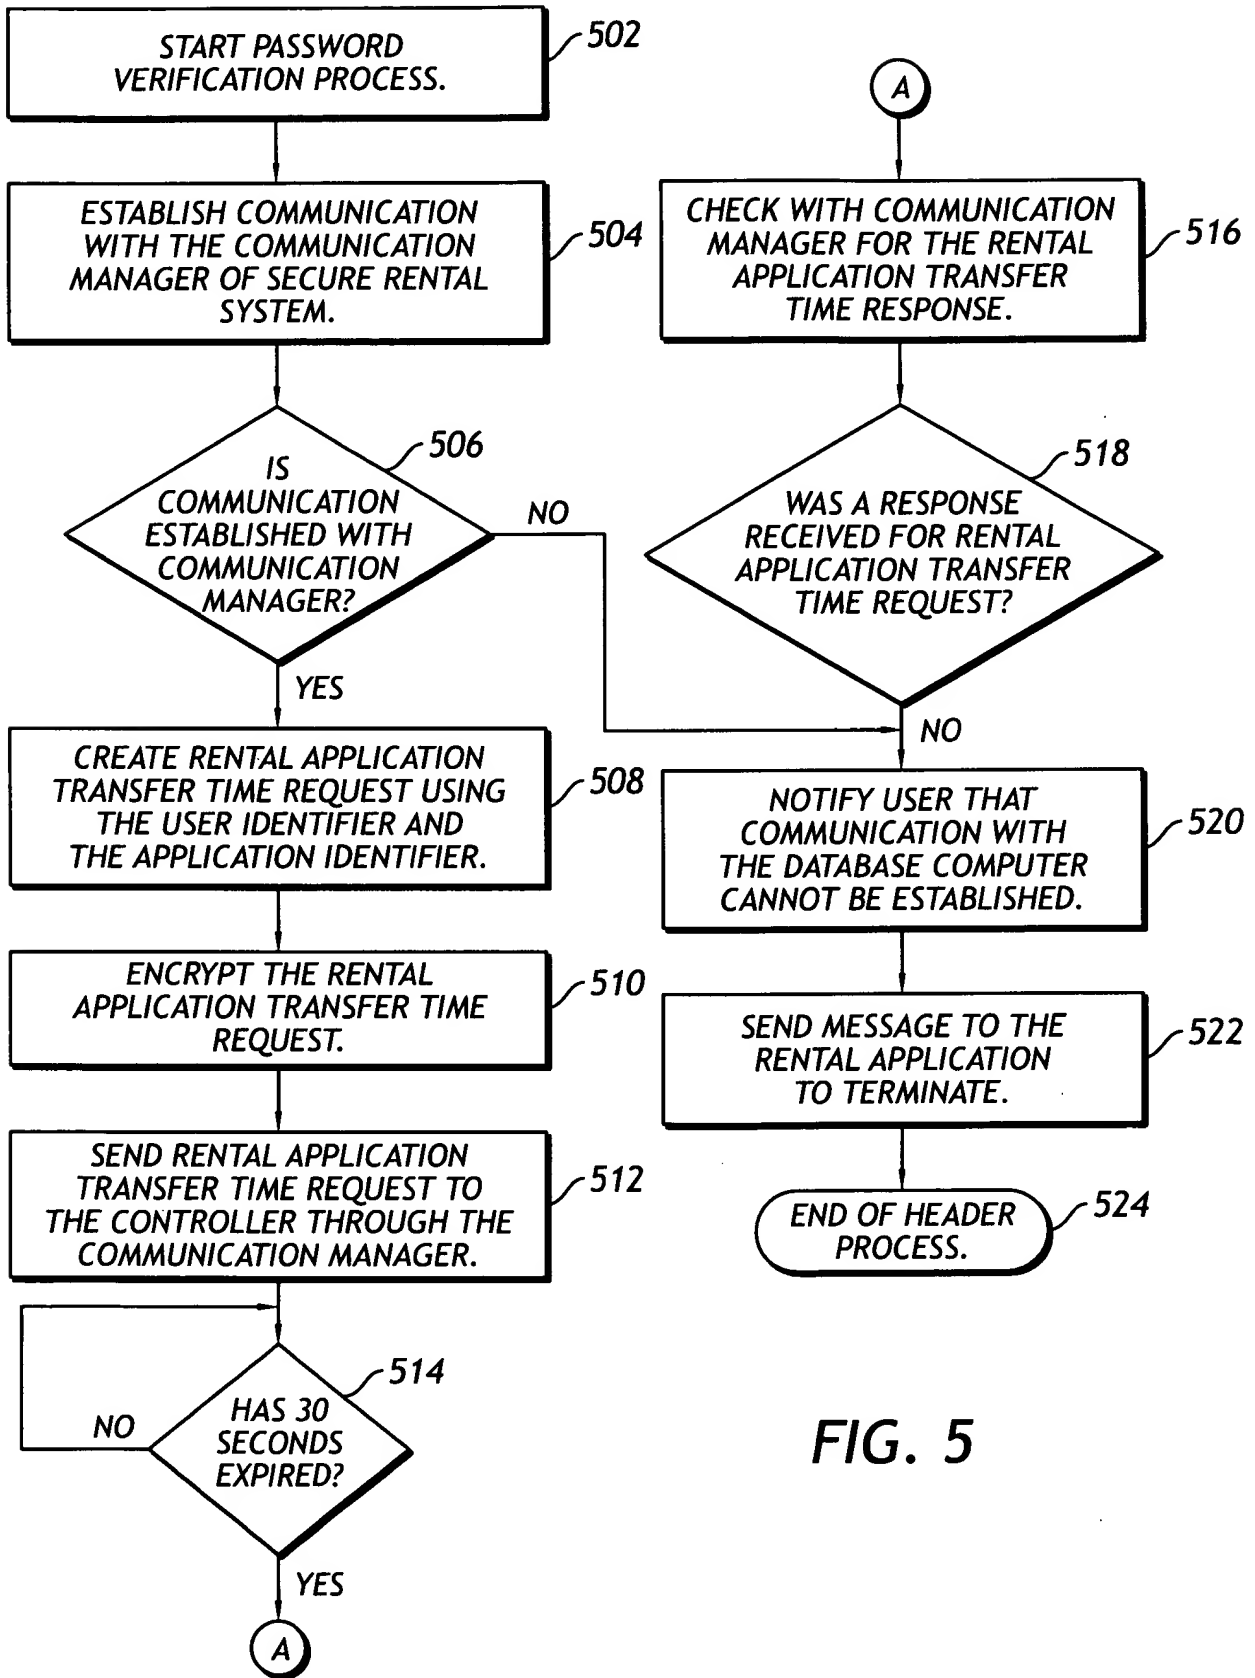 START PASSWORD
VERIFICATION PROCESS.
502
ESTABLISH COMMUNICATION
WITH THE COMMUNICATION
MANAGER OF SECURE RENTAL
SYSTEM.
504
IS
COMMUNICATION
ESTABLISHED WITH
COMMUNICATION
MANAGER?
506
NO
YES
CREATE RENTAL APPLICATION
TRANSFER TIME REQUEST USING
THE USER IDENTIFIER AND
THE APPLICATION IDENTIFIER.
508
ENCRYPT THE RENTAL
APPLICATION TRANSFER TIME
REQUEST.
510
SEND RENTAL APPLICATION
TRANSFER TIME REQUEST TO
THE CONTROLLER THROUGH THE
COMMUNICATION MANAGER.
512
HAS 30
SECONDS
EXPIRED?
514
NO
YES
A
A
CHECK WITH COMMUNICATION
MANAGER FOR THE RENTAL
APPLICATION TRANSFER
TIME RESPONSE.
516
WAS A RESPONSE
RECEIVED FOR RENTAL
APPLICATION TRANSFER
TIME REQUEST?
518
NO
NOTIFY USER THAT
COMMUNICATION WITH
THE DATABASE COMPUTER
CANNOT BE ESTABLISHED.
520
SEND MESSAGE TO THE
RENTAL APPLICATION
TO TERMINATE.
522
END OF HEADER
PROCESS.
524
FIG. 5